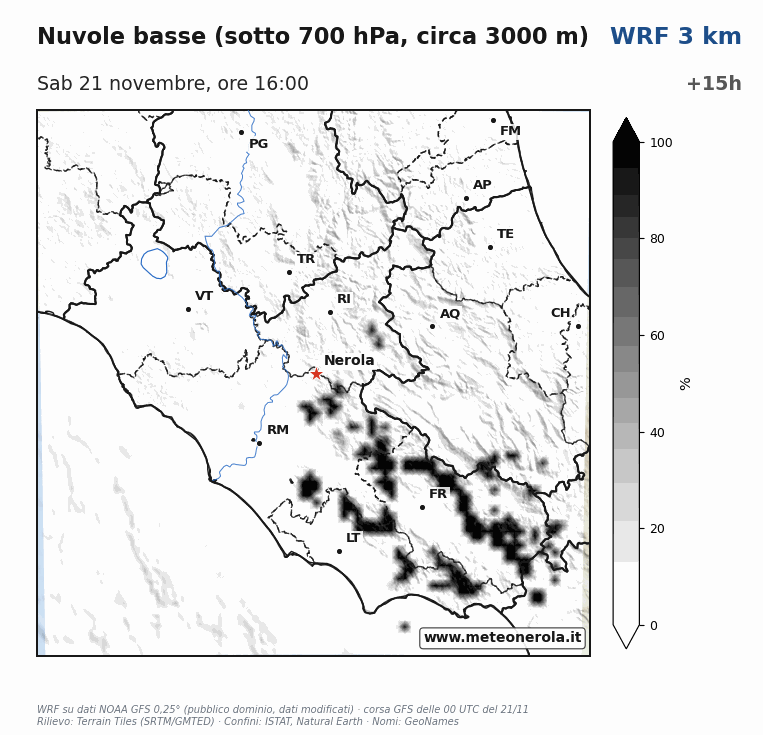 Nuvole basse (sotto 700 hPa, circa 3000 m) WRF 3 km
Sab 21 novembre, ore 16:00 +15h
FM
PG
AP
TE
TR
VT
RI
AQ
CH
Nerola
RM
FR
LT
www.meteonerola.it
100
80
60
40
20
0
%
WRF su dati NOAA GFS 0,25° (pubblico dominio, dati modificati) · corsa GFS delle 00 UTC del 21/11
Rilievo: Terrain Tiles (SRTM/GMTED) · Confini: ISTAT, Natural Earth · Nomi: GeoNames